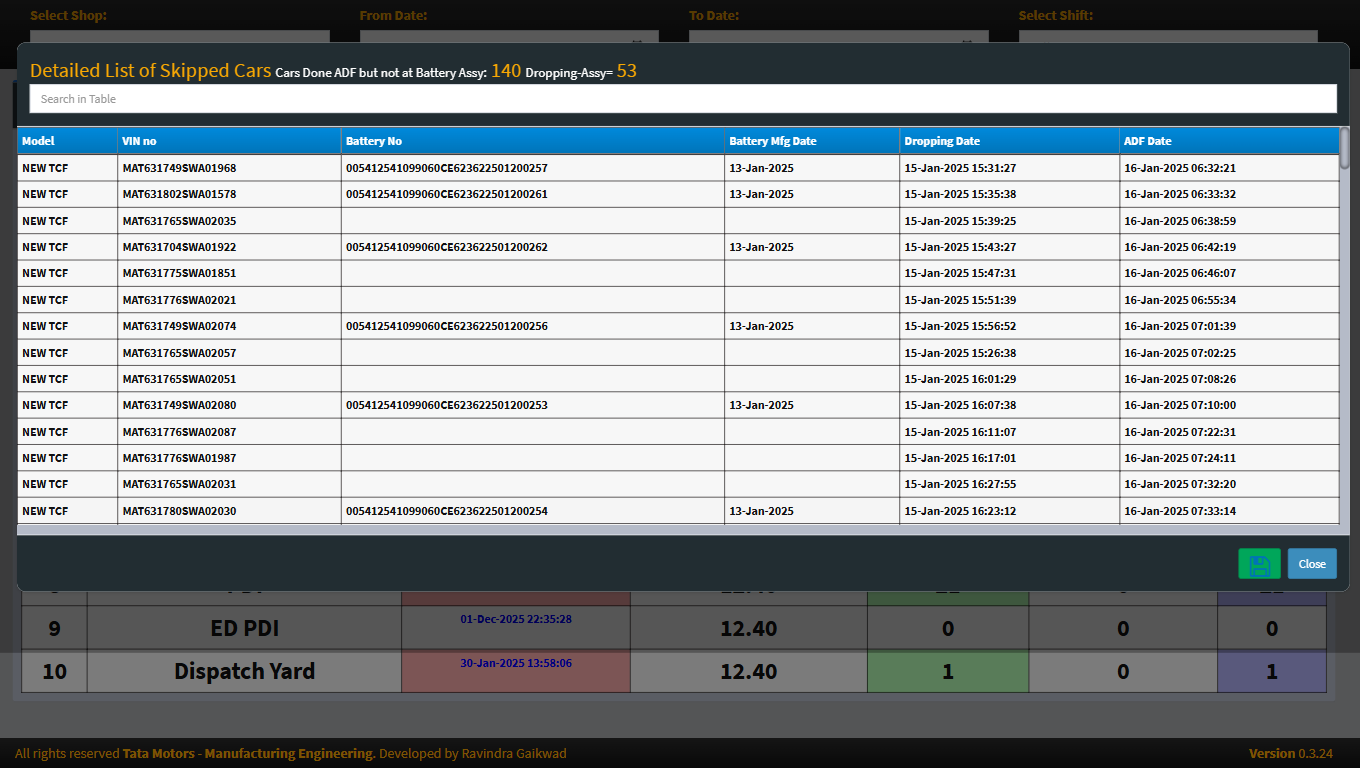 Select Shop: From Date: To Date: Select Shift:
Detailed List of Skipped Cars Cars Done ADF but not at Battery Assy: 140 Dropping-Assy= 53
Search in Table
Model VIN no Battery No Battery Mfg Date Dropping Date ADF Date
NEW TCF MAT631749SWA01968 005412541099060CE623622501200257 13-Jan-2025 15-Jan-2025 15:31:27 16-Jan-2025 06:32:21
NEW TCF MAT631802SWA01578 005412541099060CE623622501200261 13-Jan-2025 15-Jan-2025 15:35:38 16-Jan-2025 06:33:32
NEW TCF MAT631765SWA02035 15-Jan-2025 15:39:25 16-Jan-2025 06:38:59
NEW TCF MAT631704SWA01922 005412541099060CE623622501200262 13-Jan-2025 15-Jan-2025 15:43:27 16-Jan-2025 06:42:19
NEW TCF MAT631775SWA01851 15-Jan-2025 15:47:31 16-Jan-2025 06:46:07
NEW TCF MAT631776SWA02021 15-Jan-2025 15:51:39 16-Jan-2025 06:55:34
NEW TCF MAT631749SWA02074 005412541099060CE623622501200256 13-Jan-2025 15-Jan-2025 15:56:52 16-Jan-2025 07:01:39
NEW TCF MAT631765SWA02057 15-Jan-2025 15:26:38 16-Jan-2025 07:02:25
NEW TCF MAT631765SWA02051 15-Jan-2025 16:01:29 16-Jan-2025 07:08:26
NEW TCF MAT631749SWA02080 005412541099060CE623622501200253 13-Jan-2025 15-Jan-2025 16:07:38 16-Jan-2025 07:10:00
NEW TCF MAT631776SWA02087 15-Jan-2025 16:11:07 16-Jan-2025 07:22:31
NEW TCF MAT631776SWA01987 15-Jan-2025 16:17:01 16-Jan-2025 07:24:11
NEW TCF MAT631765SWA02031 15-Jan-2025 16:27:55 16-Jan-2025 07:32:20
NEW TCF MAT631780SWA02030 005412541099060CE623622501200254 13-Jan-2025 15-Jan-2025 16:23:12 16-Jan-2025 07:33:14
Close
9 ED PDI 01-Dec-2025 22:35:28 12.40 0 0 0
10 Dispatch Yard 30-Jan-2025 13:58:06 12.40 1 0 1
All rights reserved Tata Motors - Manufacturing Engineering. Developed by Ravindra Gaikwad Version 0.3.24